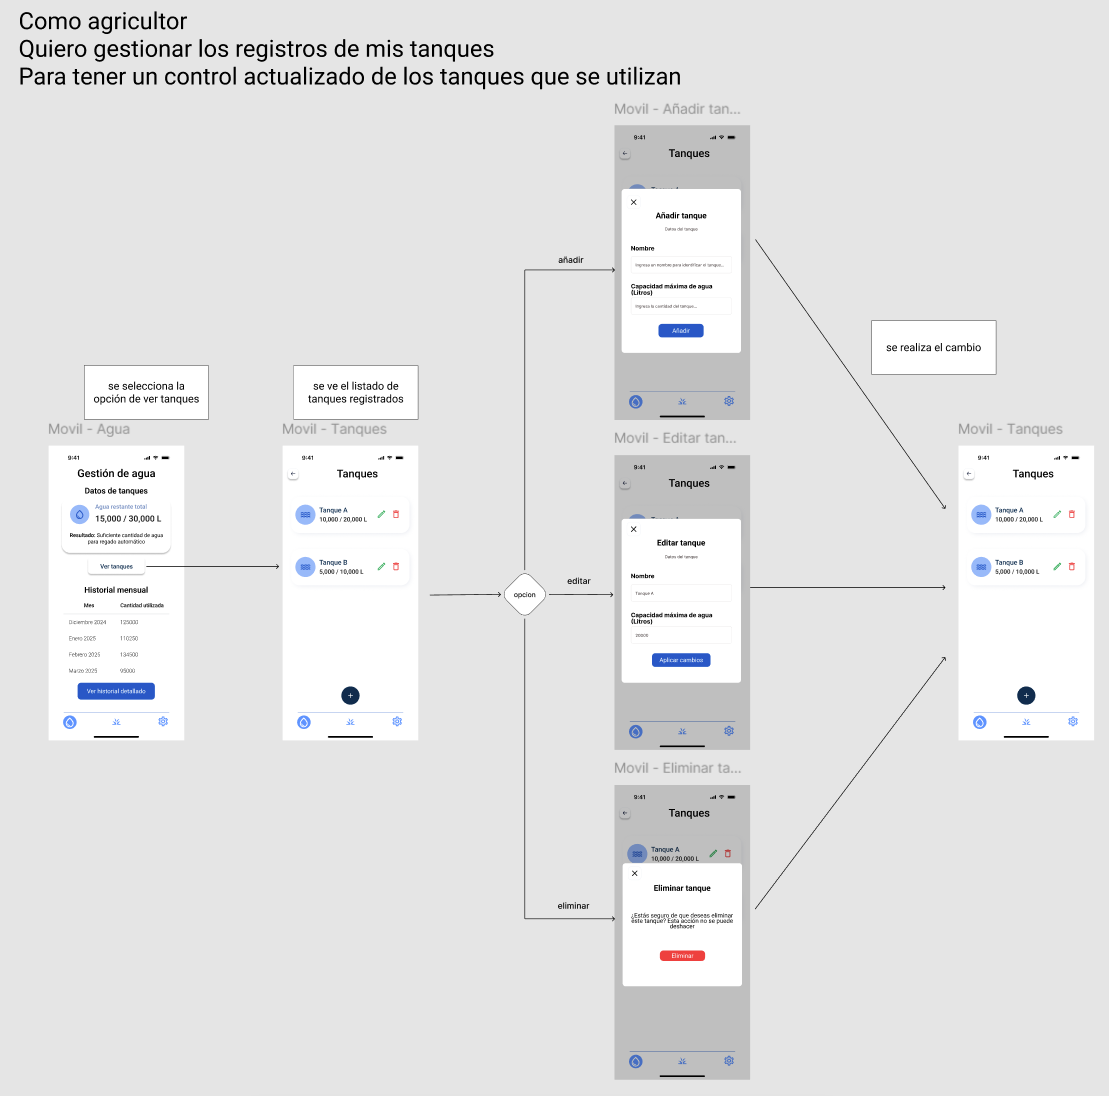 Como agricultor
Quiero gestionar los registros de mis tanques
Para tener un control actualizado de los tanques que se utilizan
Movil - Añadir tan...
9:41
Tanques
Añadir tanque
Datos del tanque
Nombre
Ingresa un nombre para identificar el tanque...
Capacidad máxima de agua
(Litros)
Ingresa la cantidad del tanque...
Añadir
añadir
se realiza el cambio
se selecciona la
opción de ver tanques
se ve el listado de
tanques registrados
Movil - Agua
9:41
Gestión de agua
Datos de tanques
Agua restante total
15,000 / 30,000 L
Resultado: Suficiente cantidad de agua
para regado automático
Ver tanques
Historial mensual
Mes Cantidad utilizada
Diciembre 2024 125000
Enero 2025 110250
Febrero 2025 134500
Marzo 2025 95000
Ver historial detallado
Movil - Tanques
9:41
Tanques
Tanque A
10,000 / 20,000 L
Tanque B
5,000 / 10,000 L
+
opcion
editar
Movil - Editar tan...
9:41
Tanques
Editar tanque
Datos del tanque
Nombre
Tanque A
Capacidad máxima de agua
(Litros)
20000
Aplicar cambios
eliminar
Movil - Eliminar ta...
9:41
Tanques
Tanque A
10,000 / 20,000 L
Eliminar tanque
¿Estás seguro de que deseas eliminar
este tanque? Esta acción no se puede
deshacer
Eliminar
Movil - Tanques
9:41
Tanques
Tanque A
10,000 / 20,000 L
Tanque B
5,000 / 10,000 L
+